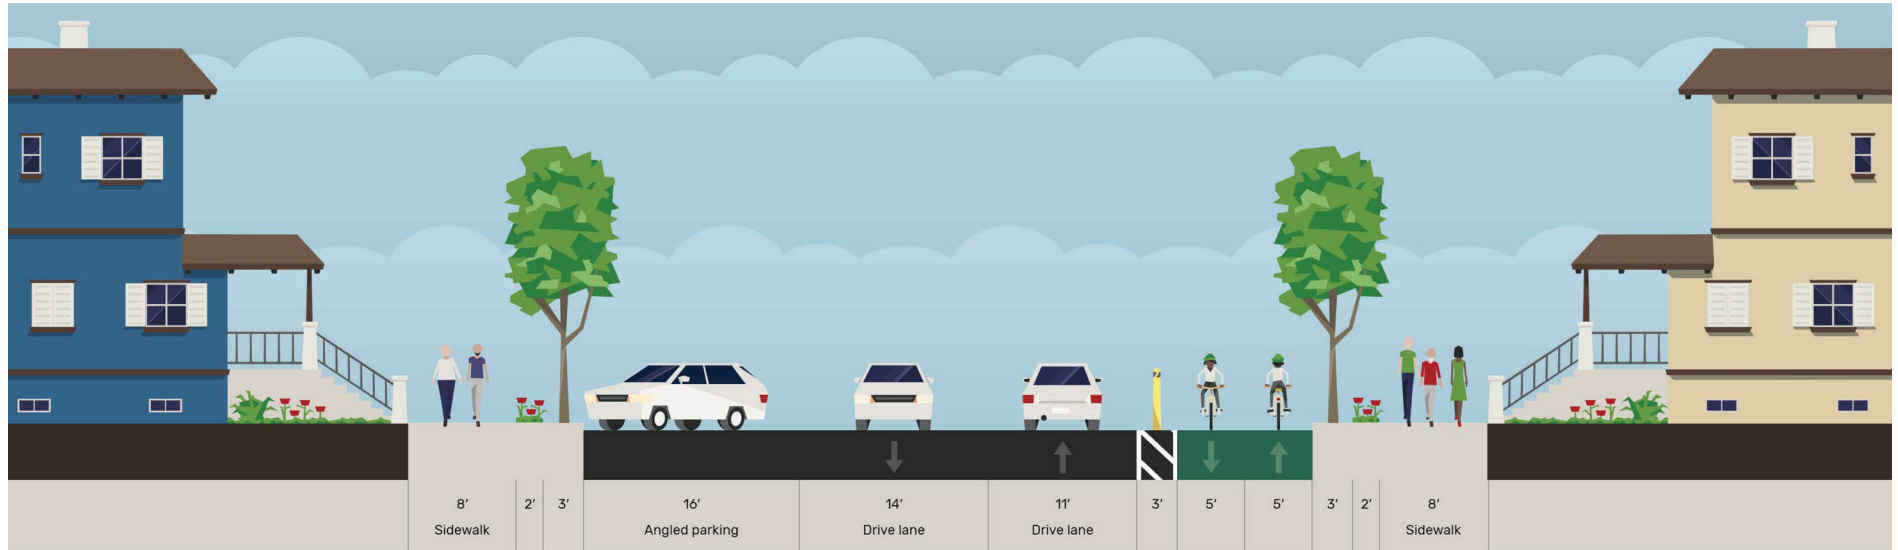 8′
Sidewalk
2′
3′
16′
Angled parking
14′
Drive lane
11′
Drive lane
3′
5′
5′
3′
2′
8′
Sidewalk